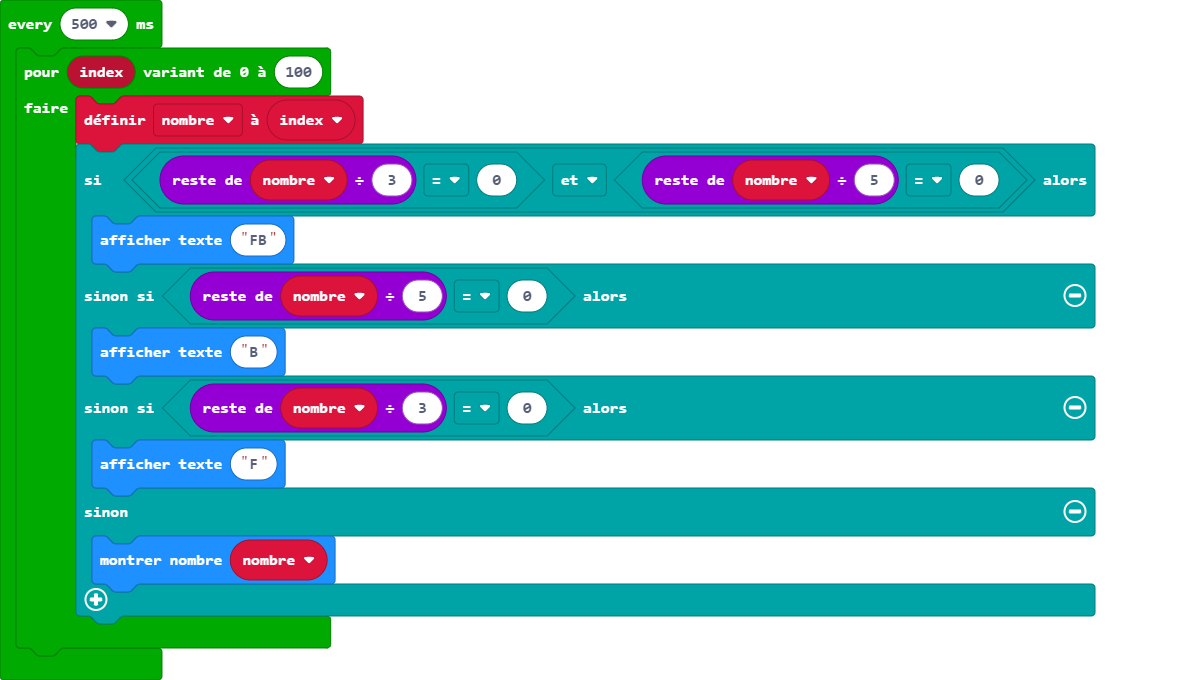 every 500 ms
pour index variant de 0 à 100
faire
définir nombre à index
si reste de nombre ÷ 3 = 0 et reste de nombre ÷ 5 = 0 alors
afficher texte "FB"
sinon si reste de nombre ÷ 5 = 0 alors
afficher texte "B"
sinon si reste de nombre ÷ 3 = 0 alors
afficher texte "F"
sinon
montrer nombre nombre